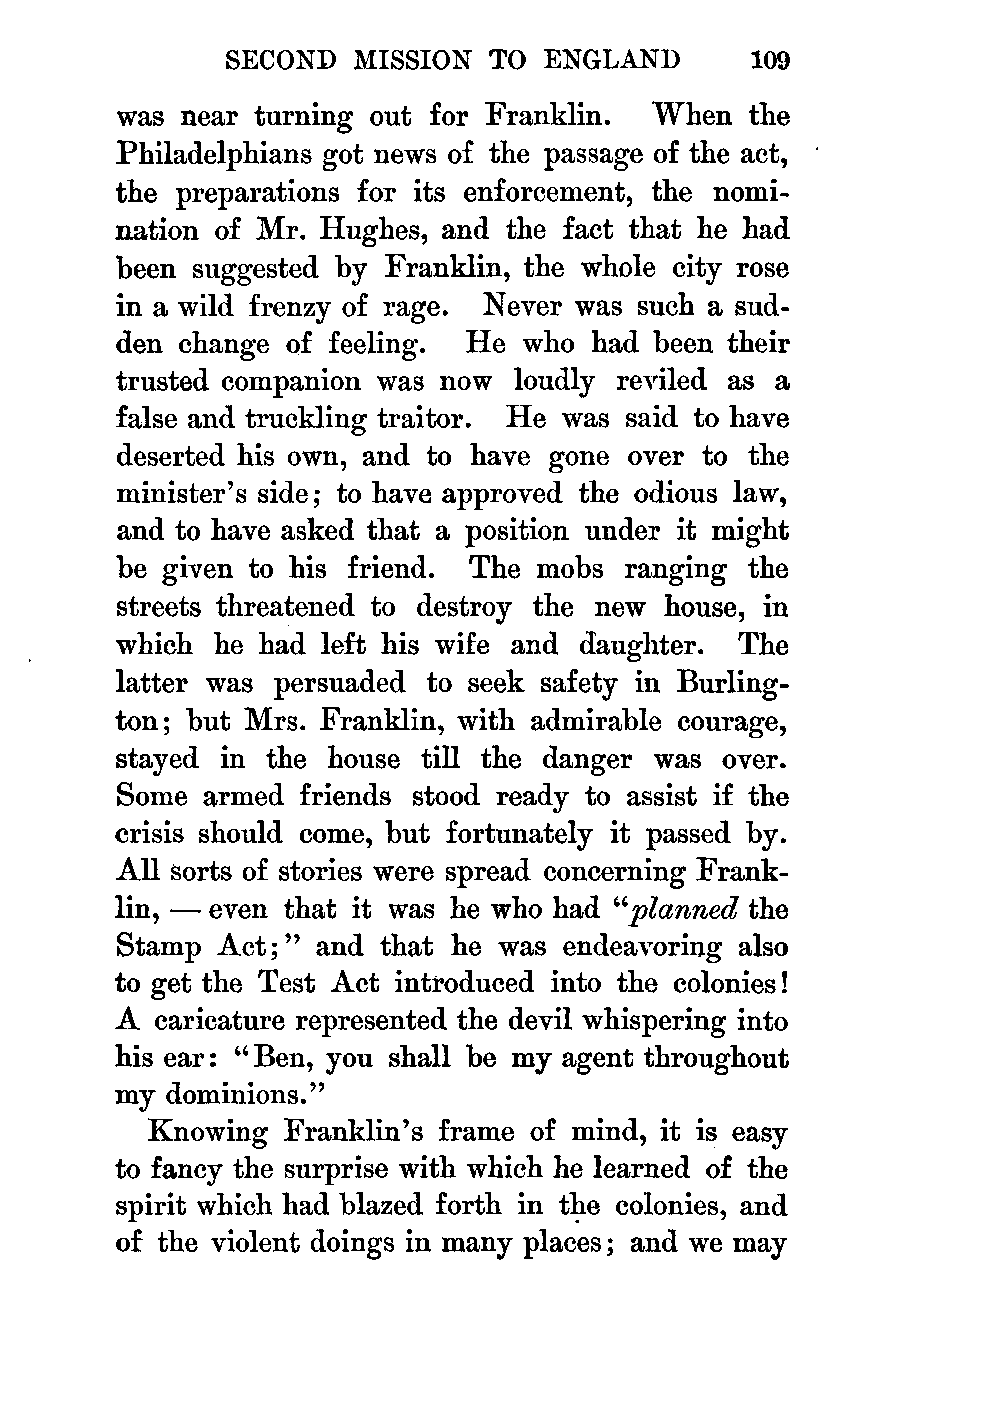 SECOND MISSION TO ENGLAND 109
was near turning out for Franklin. When the
Philadelphians got news of the passage of the act,
the preparations for its enforcement, the nomi-
nation of Mr. Hughes, and the fact that he had
been suggested by Franklin, the whole city rose
in a wild frenzy of rage. Never was such a sud-
den change of feeling. He who had been their
trusted companion was now loudly reviled as a
false and truckling traitor. He was said to have
deserted his own, and to have gone over to the
minister's side; to have approved the odious law,
and to have asked that a position under it might
be given to his friend. The mobs ranging the
streets threatened to destroy the new house, in
which he had left his wife and daughter. The
latter was persuaded to seek safety in Burling-
ton; but Mrs. Franklin, with admirable courage,
stayed in the house till the danger was over.
Some armed friends stood ready to assist if the
crisis should come, but fortunately it passed by.
All sorts of stories were spread concerning Frank-
lin, — even that it was he who had "planned the
Stamp Act;" and that he was endeavoring also
to get the Test Act introduced into the colonies!
A caricature represented the devil whispering into
his ear: "Ben, you shall be my agent throughout
my dominions."
Knowing Franklin's frame of mind, it is easy
to fancy the surprise with which he learned of the
spirit which had blazed forth in the colonies, and
of the violent doings in many places; and we may